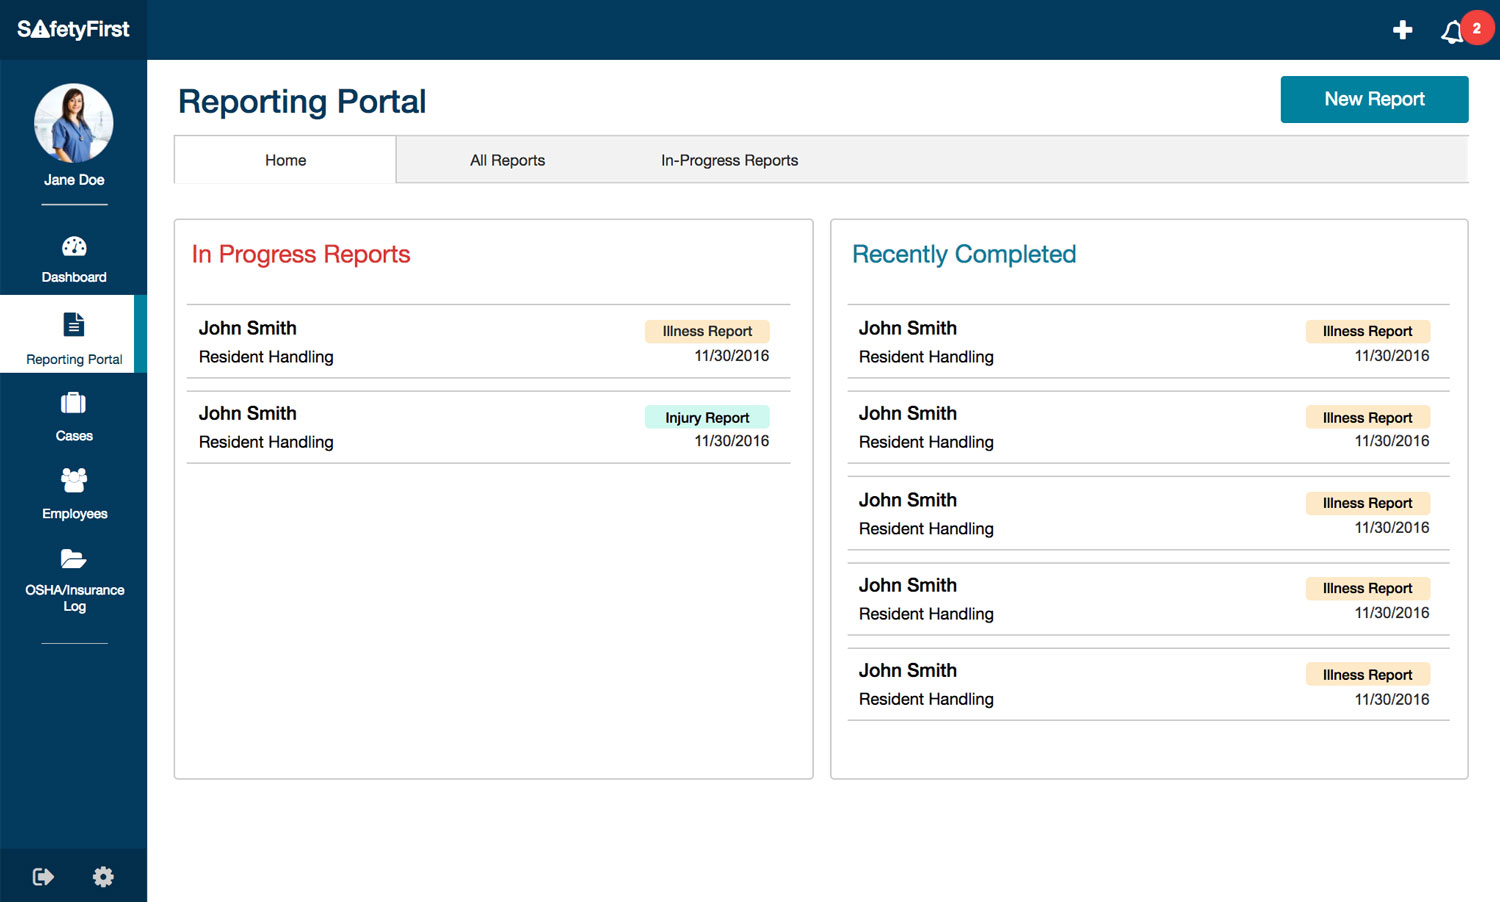 SAfetyFirst
2
Jane Doe
Dashboard
Reporting Portal
Cases
Employees
OSHA/Insurance
Log
Reporting Portal
New Report
Home
All Reports
In-Progress Reports
In Progress Reports
John Smith
Illness Report
Resident Handling
11/30/2016
John Smith
Injury Report
Resident Handling
11/30/2016
Recently Completed
John Smith
Illness Report
Resident Handling
11/30/2016
John Smith
Illness Report
Resident Handling
11/30/2016
John Smith
Illness Report
Resident Handling
11/30/2016
John Smith
Illness Report
Resident Handling
11/30/2016
John Smith
Illness Report
Resident Handling
11/30/2016